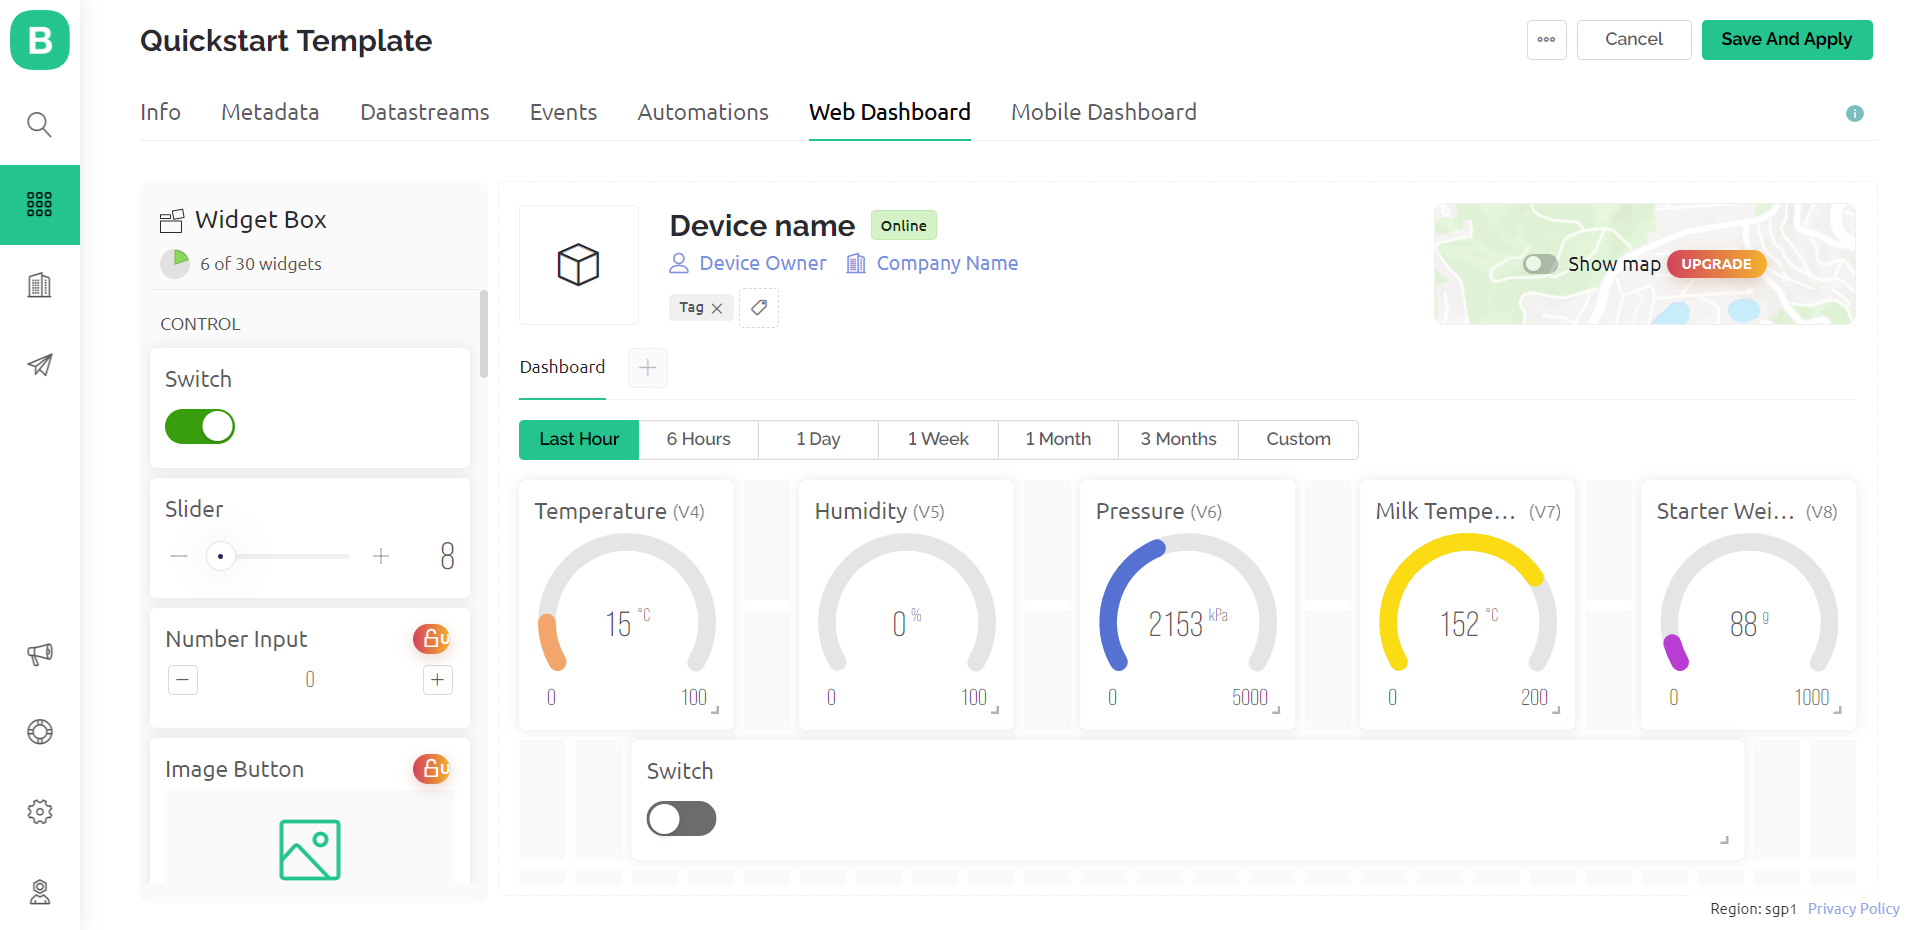 B
Quickstart Template
Cancel
Save And Apply
Info
Metadata
Datastreams
Events
Automations
Web Dashboard
Mobile Dashboard
Widget Box
6 of 30 widgets
CONTROL
Switch
Slider
8
Number Input
U
0
Image Button
U
Device name
Online
Device Owner
Company Name
Tag
Show map
UPGRADE
Dashboard
Last Hour
6 Hours
1 Day
1 Week
1 Month
3 Months
Custom
Temperature (V4)
15 °C
0
100
Humidity (V5)
0 %
0
100
Pressure (V6)
2153 kPa
0
5000
Milk Tempe... (V7)
152 °C
0
200
Starter Wei... (V8)
88 g
0
1000
Switch
Region: sgp1 Privacy Policy